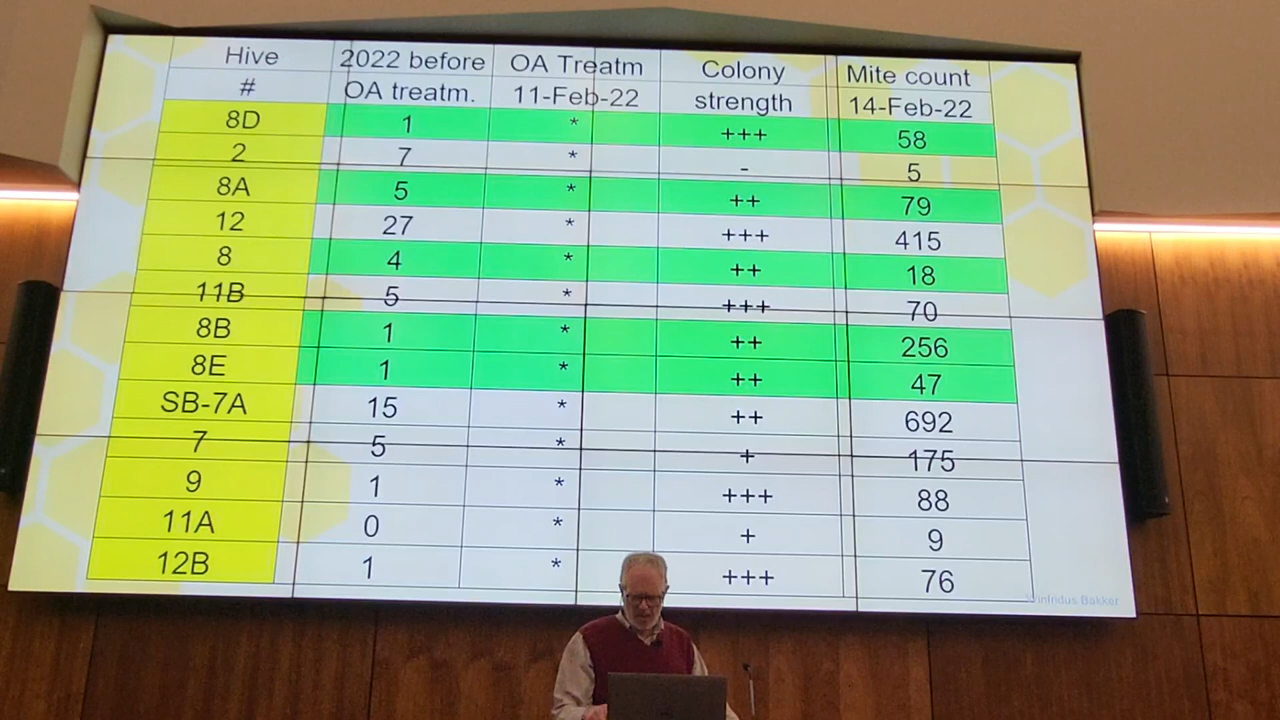 Hive 2022 before OA Treatm Colony Mite count
# OA treatm. 11-Feb-22 strength 14-Feb-22
8D 1 * +++ 58
2 7 * - 5
8A 5 * ++ 79
12 27 * +++ 415
8 4 * ++ 18
11B 5 * +++ 70
8B 1 * ++ 256
8E 1 * ++ 47
SB-7A 15 * ++ 692
7 5 * + 175
9 1 * +++ 88
11A 0 * + 9
12B 1 * +++ 76
Winfridus Bakker